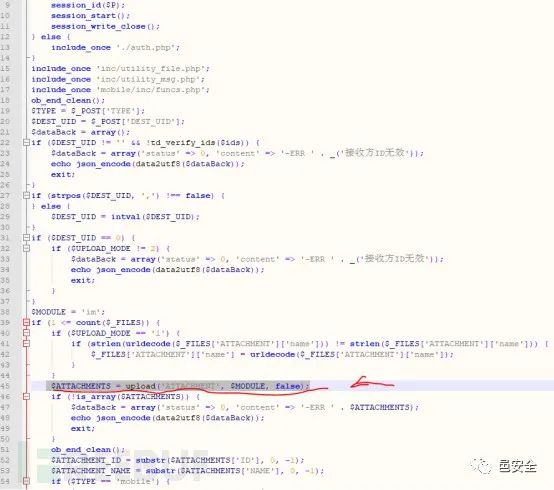 9 session_id($P);
10 session_start();
11 session_write_close();
12 } else {
13 include_once './auth.php';
14 }
15 include_once 'inc/utility_file.php';
16 include_once 'inc/utility_msg.php';
17 include_once 'mobile/inc/funcs.php';
18 ob_end_clean();
19 $TYPE = $_POST['TYPE'];
20 $DEST_UID = $_POST['DEST_UID'];
21 $dataBack = array();
22 if ($DEST_UID != '' && !td_verify_ids($ids)) {
23 $dataBack = array('status' => 0, 'content' => '-ERR ' . _('接收方ID无效'));
24 echo json_encode(data2utf8($dataBack));
25 exit;
26 }
27 if (strpos($DEST_UID, ',') !== false) {
28 } else {
29 $DEST_UID = intval($DEST_UID);
30 }
31 if ($DEST_UID == 0) {
32 if ($UPLOAD_MODE != 2) {
33 $dataBack = array('status' => 0, 'content' => '-ERR ' . _('接收方ID无效'));
34 echo json_encode(data2utf8($dataBack));
35 exit;
36 }
37 }
38 $MODULE = 'im';
39 if (1 <= count($_FILES)) {
40 if ($UPLOAD_MODE == '1') {
41 if (strlen(urldecode($_FILES['ATTACHMENT']['name'])) != strlen($_FILES['ATTACHMENT']['name'])) {
42 $_FILES['ATTACHMENT']['name'] = urldecode($_FILES['ATTACHMENT']['name']);
43 }
44 }
45 $ATTACHMENTS = upload('ATTACHMENT', $MODULE, false);
46 if (!is_array($ATTACHMENTS)) {
47 $dataBack = array('status' => 0, 'content' => '-ERR ' . $ATTACHMENTS);
48 echo json_encode(data2utf8($dataBack));
49 exit;
50 }
51 ob_end_clean();
52 $ATTACHMENT_ID = substr($ATTACHMENTS['ID'], 0, -1);
53 $ATTACHMENT_NAME = substr($ATTACHMENTS['NAME'], 0, -1);
54 if ($TYPE == 'mobile') {
邑安全